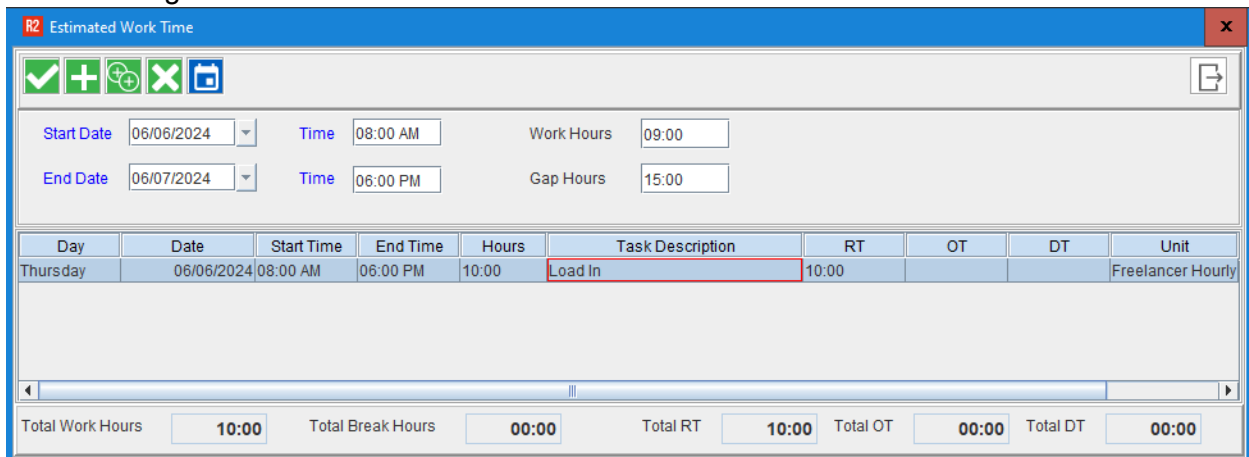 R2 Estimated Work Time x
Start Date 06/06/2024 Time 08:00 AM Work Hours 09:00
End Date 06/07/2024 Time 06:00 PM Gap Hours 15:00
Day Date Start Time End Time Hours Task Description RT OT DT Unit
Thursday 06/06/2024 08:00 AM 06:00 PM 10:00 Load In 10:00 Freelancer Hourly
Total Work Hours 10:00 Total Break Hours 00:00 Total RT 10:00 Total OT 00:00 Total DT 00:00